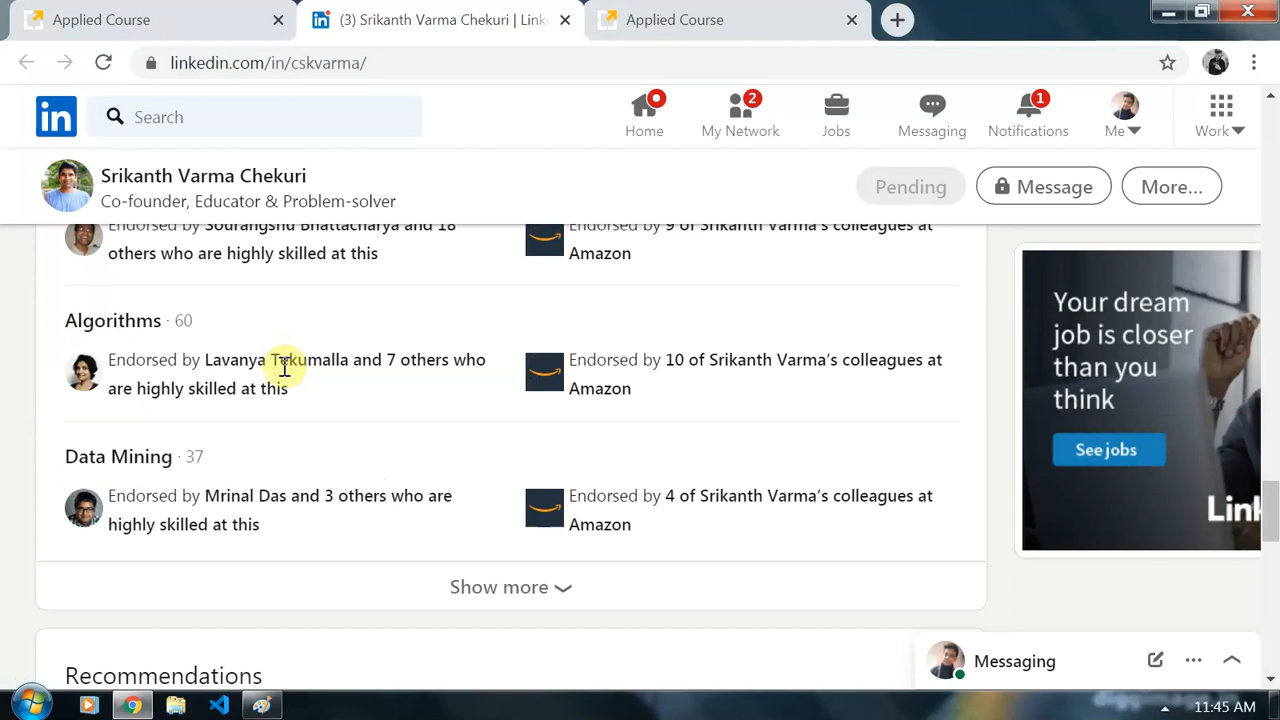 Applied Course
(3) Srikanth Varma Chekuri | Link
Applied Course
linkedin.com/in/cskvarma/
in
Search
Home
2
My Network
Jobs
Messaging
1
Notifications
Me
Work
Srikanth Varma Chekuri
Co-founder, Educator & Problem-solver
Pending
Message
More...
Endorsed by Sourangshu Bhattacharya and 18
others who are highly skilled at this
Endorsed by 9 of Srikanth Varma's colleagues at
Amazon
Algorithms · 60
Endorsed by Lavanya Tekumalla and 7 others who
are highly skilled at this
Endorsed by 10 of Srikanth Varma's colleagues at
Amazon
Data Mining · 37
Endorsed by Mrinal Das and 3 others who are
highly skilled at this
Endorsed by 4 of Srikanth Varma's colleagues at
Amazon
Show more
Your dream
job is closer
than you
think
See jobs
Link
Recommendations
Messaging
11:45 AM